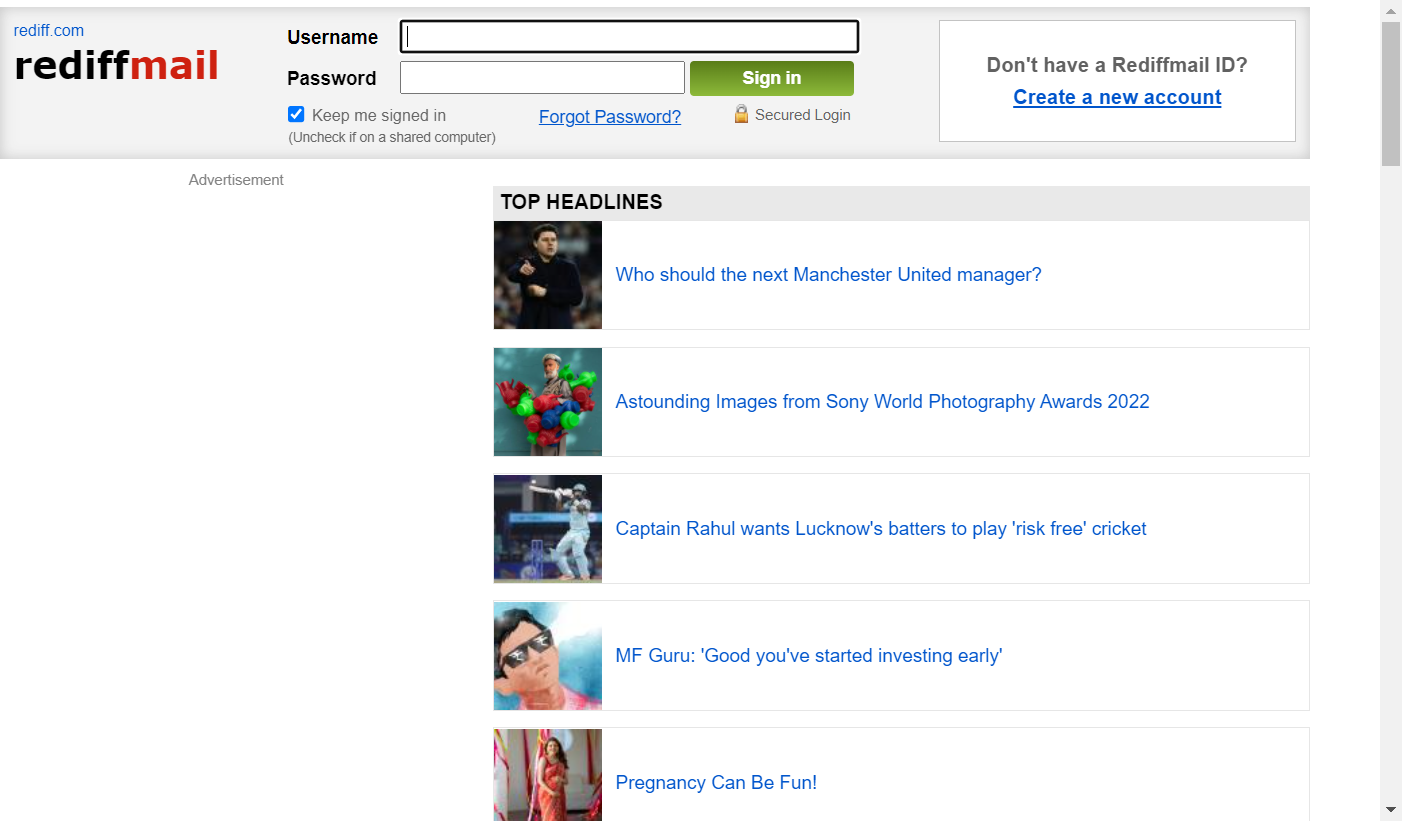 rediff.com
rediffmail
Username
Password
Sign in
Keep me signed in
(Uncheck if on a shared computer)
Forgot Password?
Secured Login
Don't have a Rediffmail ID?
Create a new account
Advertisement
TOP HEADLINES
Who should the next Manchester United manager?
Astounding Images from Sony World Photography Awards 2022
Captain Rahul wants Lucknow's batters to play 'risk free' cricket
MF Guru: 'Good you've started investing early'
Pregnancy Can Be Fun!